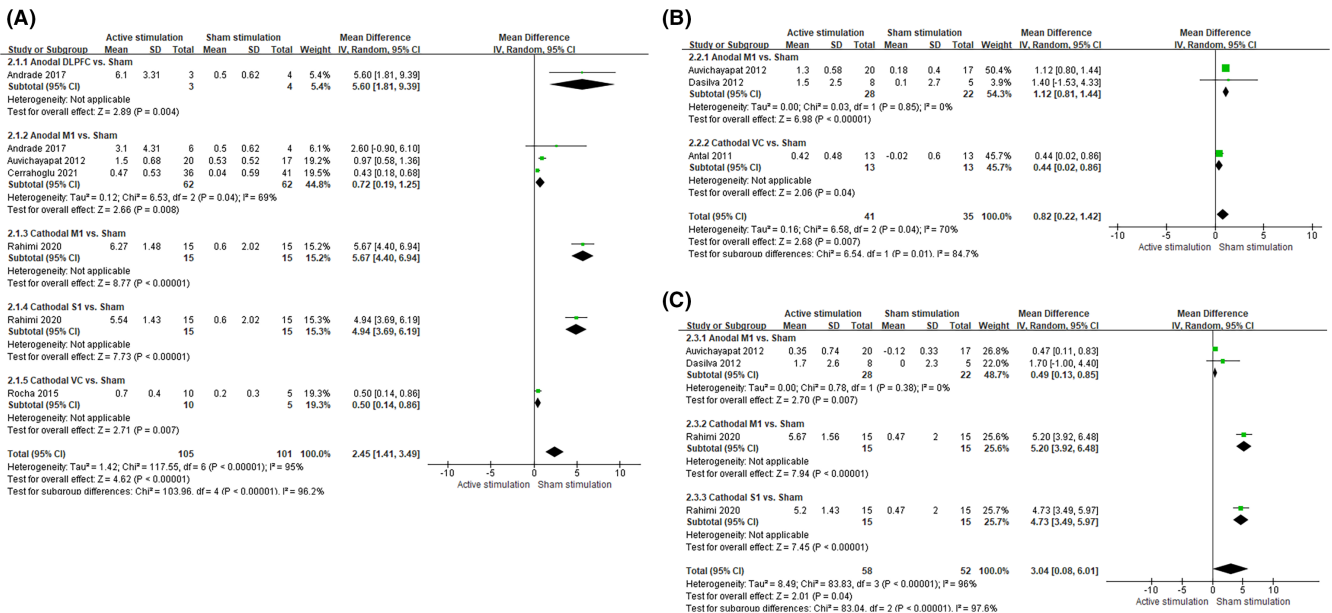 (A)
Active stimulation Sham stimulation Mean Difference Mean Difference
Study or Subgroup Mean SD Total Mean SD Total Weight IV, Random, 95% CI IV, Random, 95% CI
2.1.1 Anodal DLPFC vs. Sham
Andrade 2017 6.1 3.31 3 0.5 0.62 4 5.4% 5.60 [1.81, 9.39]
Subtotal (95% CI) 3 4 5.4% 5.60 [1.81, 9.39]
Heterogeneity: Not applicable
Test for overall effect: Z = 2.89 (P = 0.004)
2.1.2 Anodal M1 vs. Sham
Andrade 2017 3.1 4.31 6 0.5 0.62 4 6.1% 2.60 [-0.90, 6.10]
Auvichayapat 2012 1.5 0.68 20 0.53 0.52 17 19.2% 0.97 [0.58, 1.36]
Cerrahoglu 2021 0.47 0.53 36 0.04 0.59 41 19.5% 0.43 [0.18, 0.68]
Subtotal (95% CI) 62 62 44.8% 0.72 [0.19, 1.25]
Heterogeneity: Tau² = 0.12; Chi² = 6.53, df = 2 (P = 0.04); I² = 69%
Test for overall effect: Z = 2.66 (P = 0.008)
2.1.3 Cathodal M1 vs. Sham
Rahimi 2020 6.27 1.48 15 0.6 2.02 15 15.2% 5.67 [4.40, 6.94]
Subtotal (95% CI) 15 15 15.2% 5.67 [4.40, 6.94]
Heterogeneity: Not applicable
Test for overall effect: Z = 8.77 (P < 0.00001)
2.1.4 Cathodal S1 vs. Sham
Rahimi 2020 5.54 1.43 15 0.6 2.02 15 15.3% 4.94 [3.69, 6.19]
Subtotal (95% CI) 15 15 15.3% 4.94 [3.69, 6.19]
Heterogeneity: Not applicable
Test for overall effect: Z = 7.73 (P < 0.00001)
2.1.5 Cathodal VC vs. Sham
Rocha 2015 0.7 0.4 10 0.2 0.3 5 19.3% 0.50 [0.14, 0.86]
Subtotal (95% CI) 10 5 19.3% 0.50 [0.14, 0.86]
Heterogeneity: Not applicable
Test for overall effect: Z = 2.71 (P = 0.007)
Total (95% CI) 105 101 100.0% 2.45 [1.41, 3.49]
Heterogeneity: Tau² = 1.42; Chi² = 117.55, df = 6 (P < 0.00001); I² = 95%
Test for overall effect: Z = 4.62 (P < 0.00001)
Test for subgroup differences: Chi² = 103.96, df = 4 (P < 0.00001), I² = 96.2%
-10 -5 0 5 10
Active stimulation Sham stimulation
(B)
Active stimulation Sham stimulation Mean Difference Mean Difference
Study or Subgroup Mean SD Total Mean SD Total Weight IV, Random, 95% CI IV, Random, 95% CI
2.2.1 Anodal M1 vs. Sham
Auvichayapat 2012 1.3 0.58 20 0.18 0.4 17 50.4% 1.12 [0.80, 1.44]
Dasilva 2012 1.5 2.5 8 0.1 2.7 5 3.9% 1.40 [-1.53, 4.33]
Subtotal (95% CI) 28 22 54.3% 1.12 [0.81, 1.44]
Heterogeneity: Tau² = 0.00; Chi² = 0.03, df = 1 (P = 0.85); I² = 0%
Test for overall effect: Z = 6.98 (P < 0.00001)
2.2.2 Cathodal VC vs. Sham
Antal 2011 0.42 0.48 13 -0.02 0.6 13 45.7% 0.44 [0.02, 0.86]
Subtotal (95% CI) 13 13 45.7% 0.44 [0.02, 0.86]
Heterogeneity: Not applicable
Test for overall effect: Z = 2.06 (P = 0.04)
Total (95% CI) 41 35 100.0% 0.82 [0.22, 1.42]
Heterogeneity: Tau² = 0.16; Chi² = 6.58, df = 2 (P = 0.04); I² = 70%
Test for overall effect: Z = 2.68 (P = 0.007)
Test for subgroup differences: Chi² = 6.54, df = 1 (P = 0.01), I² = 84.7%
-10 -5 0 5 10
Active stimulation Sham stimulation
(C)
Active stimulation Sham stimulation Mean Difference Mean Difference
Study or Subgroup Mean SD Total Mean SD Total Weight IV, Random, 95% CI IV, Random, 95% CI
2.3.1 Anodal M1 vs. Sham
Auvichayapat 2012 0.35 0.74 20 -0.12 0.33 17 26.8% 0.47 [0.11, 0.83]
Dasilva 2012 1.7 2.6 8 0 2.3 5 22.0% 1.70 [-1.00, 4.40]
Subtotal (95% CI) 28 22 48.7% 0.49 [0.13, 0.85]
Heterogeneity: Tau² = 0.00; Chi² = 0.78, df = 1 (P = 0.38); I² = 0%
Test for overall effect: Z = 2.70 (P = 0.007)
2.3.2 Cathodal M1 vs. Sham
Rahimi 2020 5.67 1.56 15 0.47 2 15 25.6% 5.20 [3.92, 6.48]
Subtotal (95% CI) 15 15 25.6% 5.20 [3.92, 6.48]
Heterogeneity: Not applicable
Test for overall effect: Z = 7.94 (P < 0.00001)
2.3.3 Cathodal S1 vs. Sham
Rahimi 2020 5.2 1.43 15 0.47 2 15 25.7% 4.73 [3.49, 5.97]
Subtotal (95% CI) 15 15 25.7% 4.73 [3.49, 5.97]
Heterogeneity: Not applicable
Test for overall effect: Z = 7.45 (P < 0.00001)
Total (95% CI) 58 52 100.0% 3.04 [0.08, 6.01]
Heterogeneity: Tau² = 8.49; Chi² = 83.83, df = 3 (P < 0.00001); I² = 96%
Test for overall effect: Z = 2.01 (P = 0.04)
Test for subgroup differences: Chi² = 83.04, df = 2 (P < 0.00001), I² = 97.6%
-10 -5 0 5 10
Active stimulation Sham stimulation